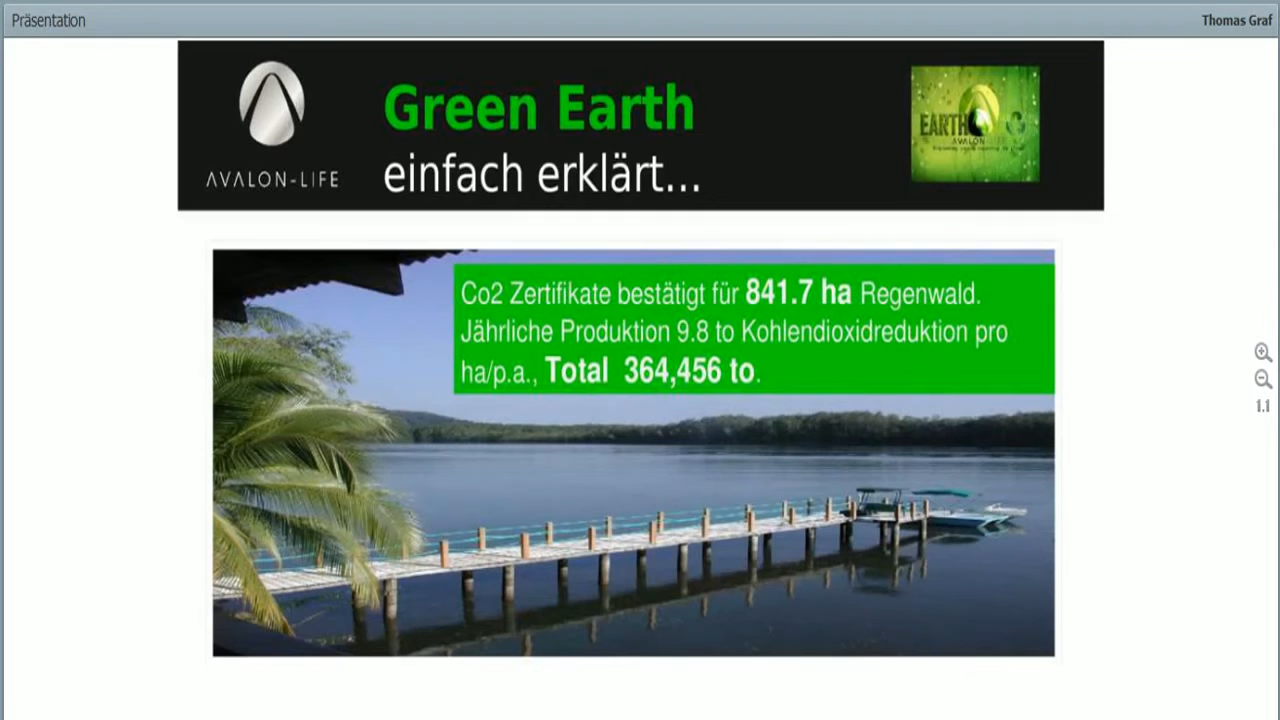 Präsentation
Thomas Graf
AVALON-LIFE
Green Earth
einfach erklärt...
EARTH
AVALON-LIFE
Co2 Zertifikate bestätigt für 841.7 ha Regenwald.
Jährliche Produktion 9.8 to Kohlendioxidreduktion pro
ha/p.a., Total 364,456 to.
1.1